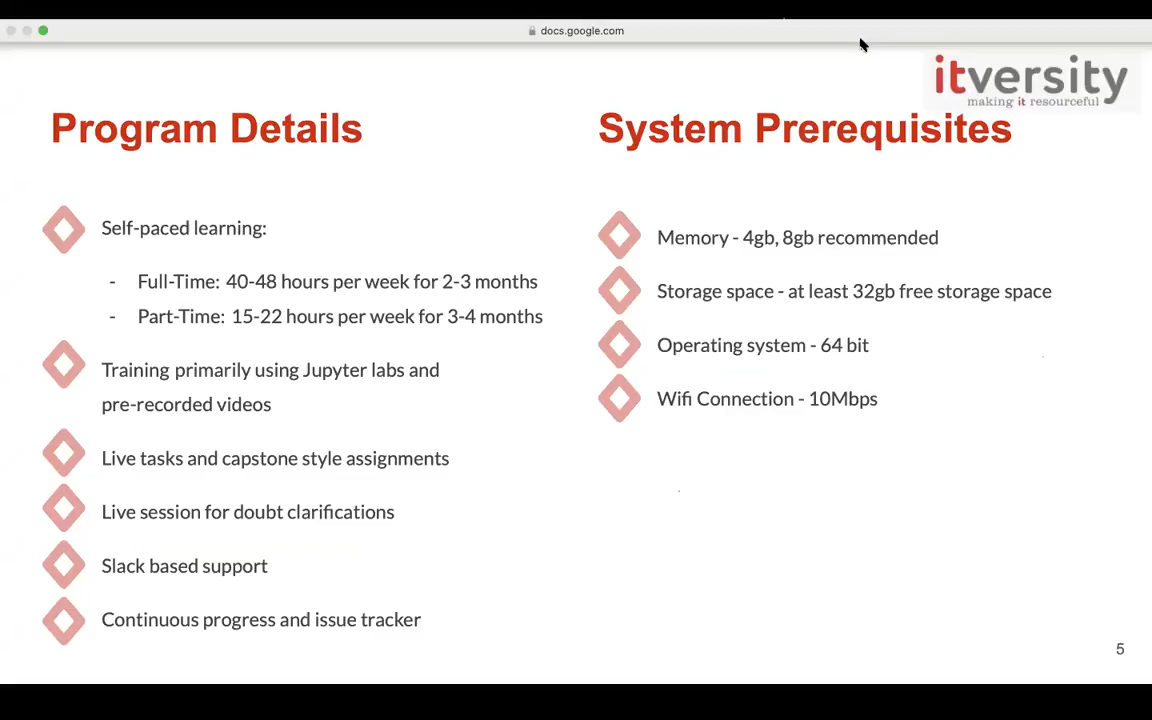 docs.google.com
itversity
making it resourceful
Program Details
Self-paced learning:
- Full-Time: 40-48 hours per week for 2-3 months
- Part-Time: 15-22 hours per week for 3-4 months
Training primarily using Jupyter labs and
pre-recorded videos
Live tasks and capstone style assignments
Live session for doubt clarifications
Slack based support
Continuous progress and issue tracker
System Prerequisites
Memory - 4gb, 8gb recommended
Storage space - at least 32gb free storage space
Operating system - 64 bit
Wifi Connection - 10Mbps
5